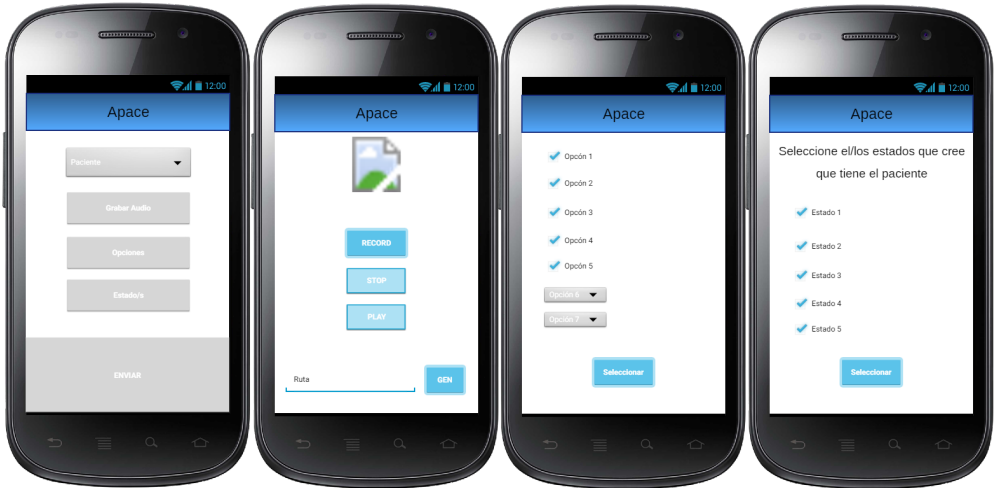 12:00
Apace
Paciente
Grabar Audio
Opciones
Estado/s
ENVIAR
12:00
Apace
RECORD
STOP
PLAY
Ruta
GEN
12:00
Apace
Opcón 1
Opcón 2
Opcón 3
Opcón 4
Opcón 5
Opción 6
Opción 7
Seleccionar
12:00
Apace
Seleccione el/los estados que cree
que tiene el paciente
Estado 1
Estado 2
Estado 3
Estado 4
Estado 5
Seleccionar